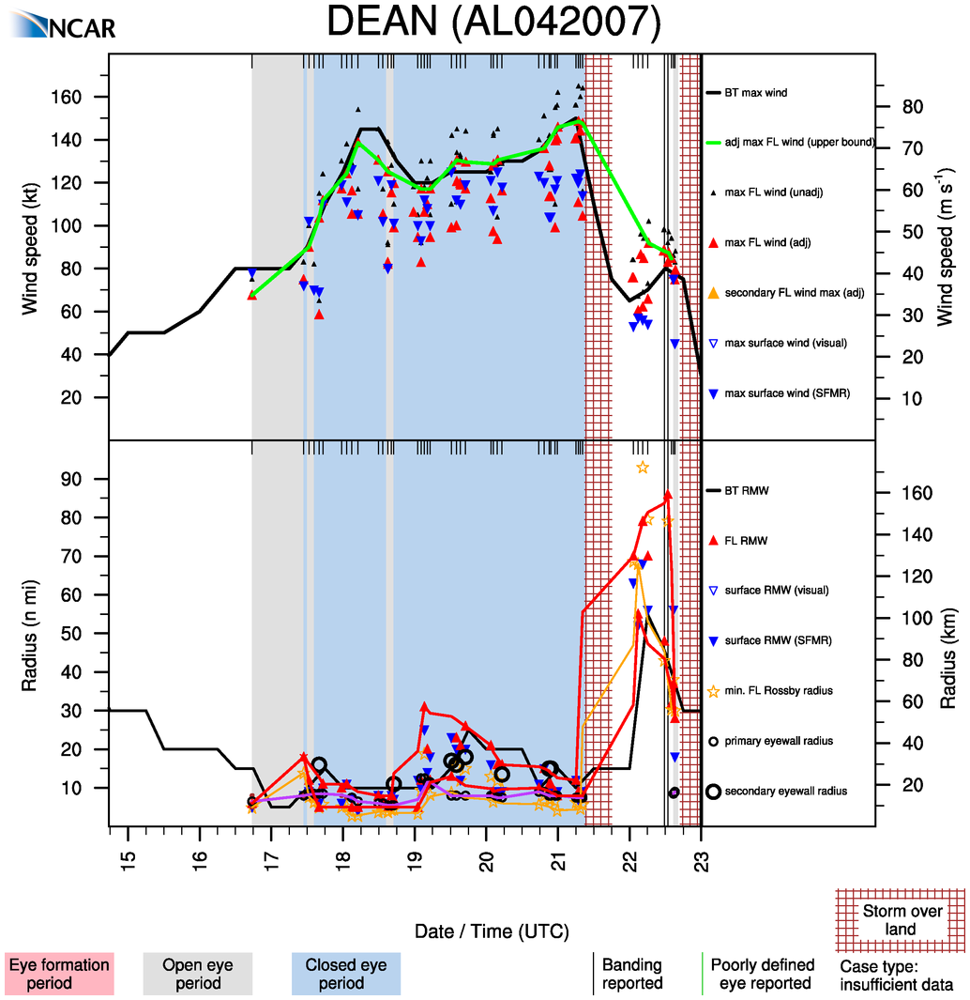 NCAR
DEAN (AL042007)
Wind speed (kt)
160
140
120
100
80
60
40
20
80
70
60
50
40
30
20
10
Wind speed (m s-1)
BT max wind
adj max FL wind (upper bound)
max FL wind (unadj)
max FL wind (adj)
secondary FL wind max (adj)
max surface wind (visual)
max surface wind (SFMR)
Radius (n mi)
90
80
70
60
50
40
30
20
10
160
140
120
100
80
60
40
20
Radius (km)
BT RMW
FL RMW
surface RMW (visual)
surface RMW (SFMR)
min. FL Rossby radius
primary eyewall radius
secondary eyewall radius
15
16
17
18
19
20
21
22
23
Date / Time (UTC)
Storm over
land
Eye formation
period
Open eye
period
Closed eye
period
Banding
reported
Poorly defined
eye reported
Case type:
insufficient data